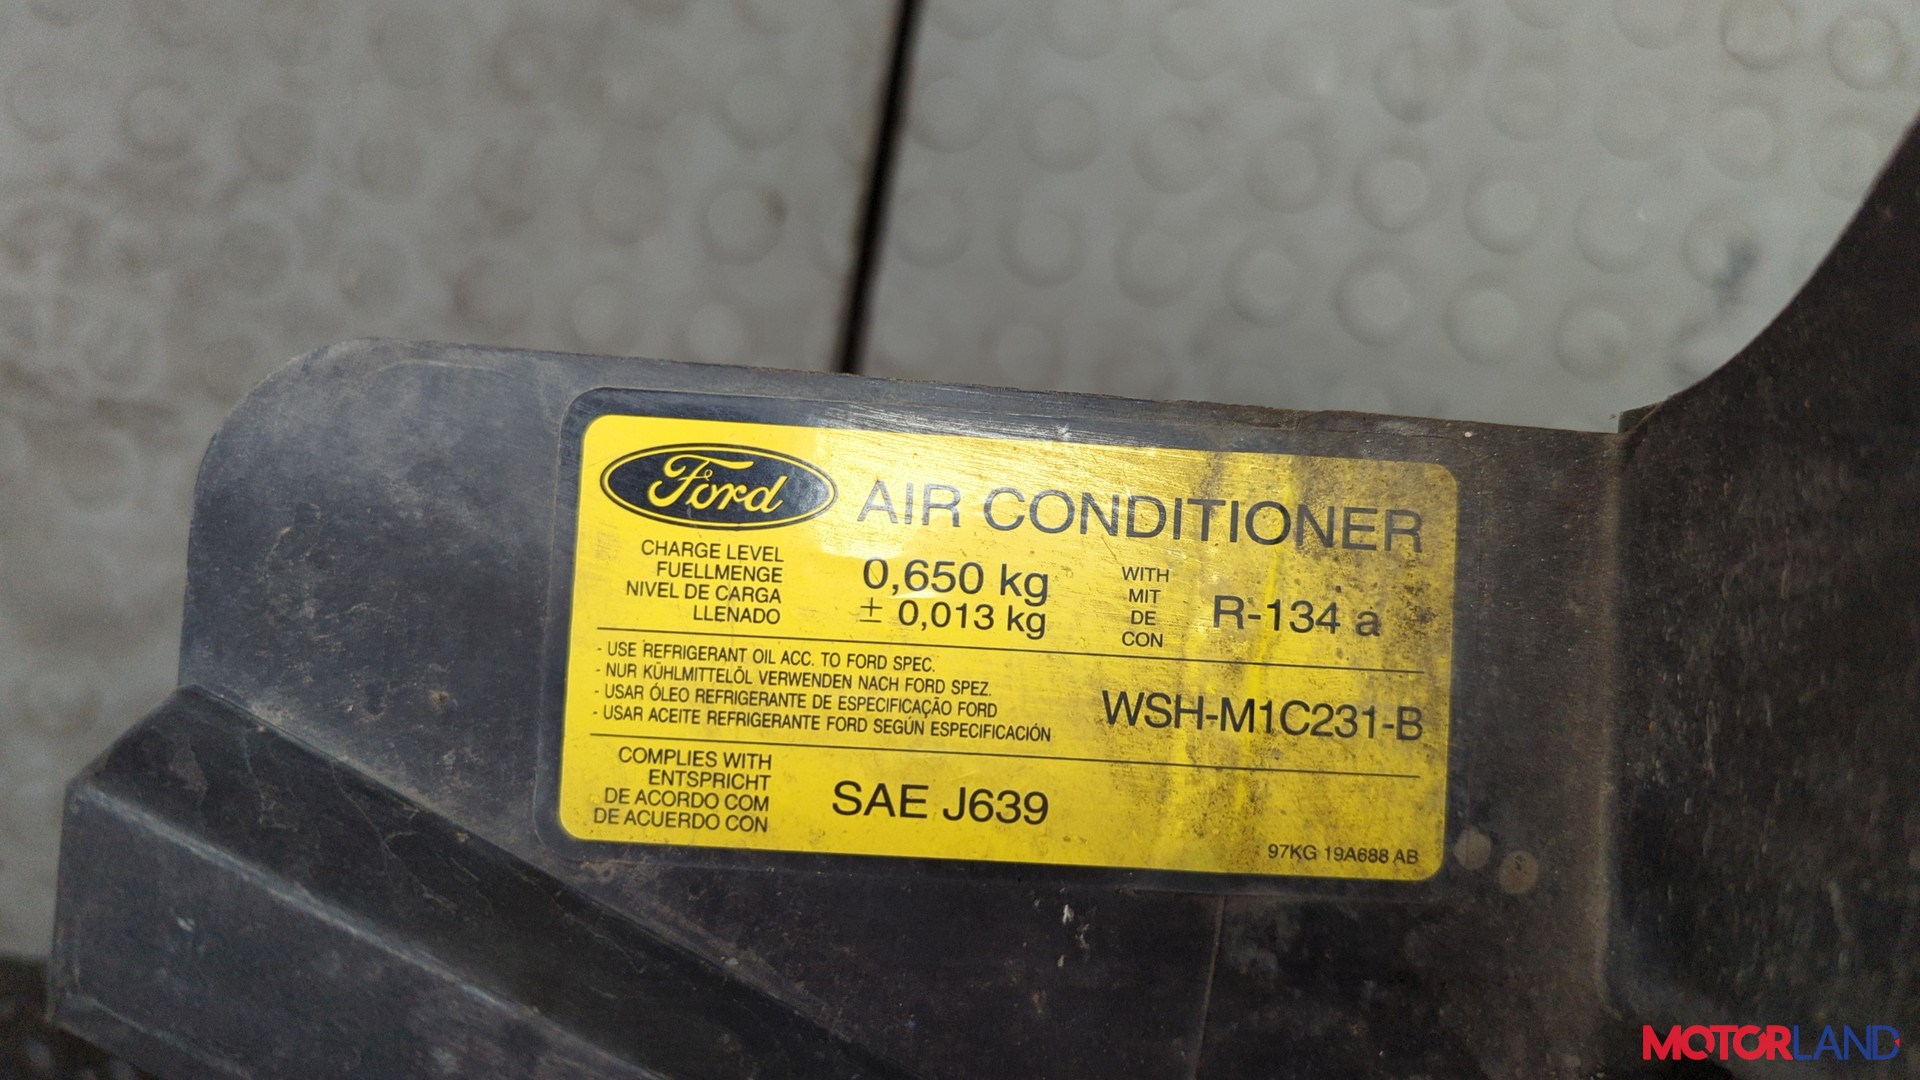 Ford AIR CONDITIONER
CHARGE LEVEL
FUELLMENGE
NIVEL DE CARGA
LLENADO
0,650 kg
± 0,013 kg
WITH
MIT
DE
CON
R-134 a
- USE REFRIGERANT OIL ACC. TO FORD SPEC.
- NUR KÜHLMITTELÖL VERWENDEN NACH FORD SPEZ.
- USAR ÓLEO REFRIGERANTE DE ESPECIFICAÇÃO FORD
- USAR ACEITE REFRIGERANTE FORD SEGÚN ESPECIFICACIÓN
WSH-M1C231-B
COMPLIES WITH
ENTSPRICHT
DE ACORDO COM
DE ACUERDO CON
SAE J639
97KG 19A688 AB
MOTORLAND